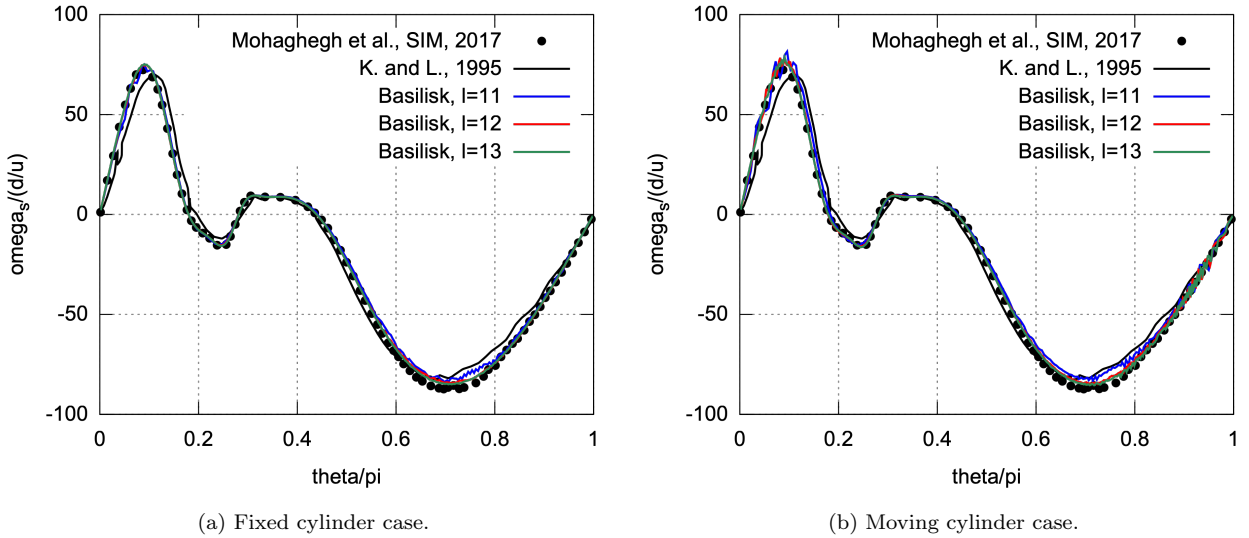 100
50
0
-50
-100
omega_s/(d/u)
Mohaghegh et al., SIM, 2017
K. and L., 1995
Basilisk, l=11
Basilisk, l=12
Basilisk, l=13
0 0.2 0.4 0.6 0.8 1
theta/pi
(a) Fixed cylinder case.
100
50
0
-50
-100
omega_s/(d/u)
Mohaghegh et al., SIM, 2017
K. and L., 1995
Basilisk, l=11
Basilisk, l=12
Basilisk, l=13
0 0.2 0.4 0.6 0.8 1
theta/pi
(b) Moving cylinder case.